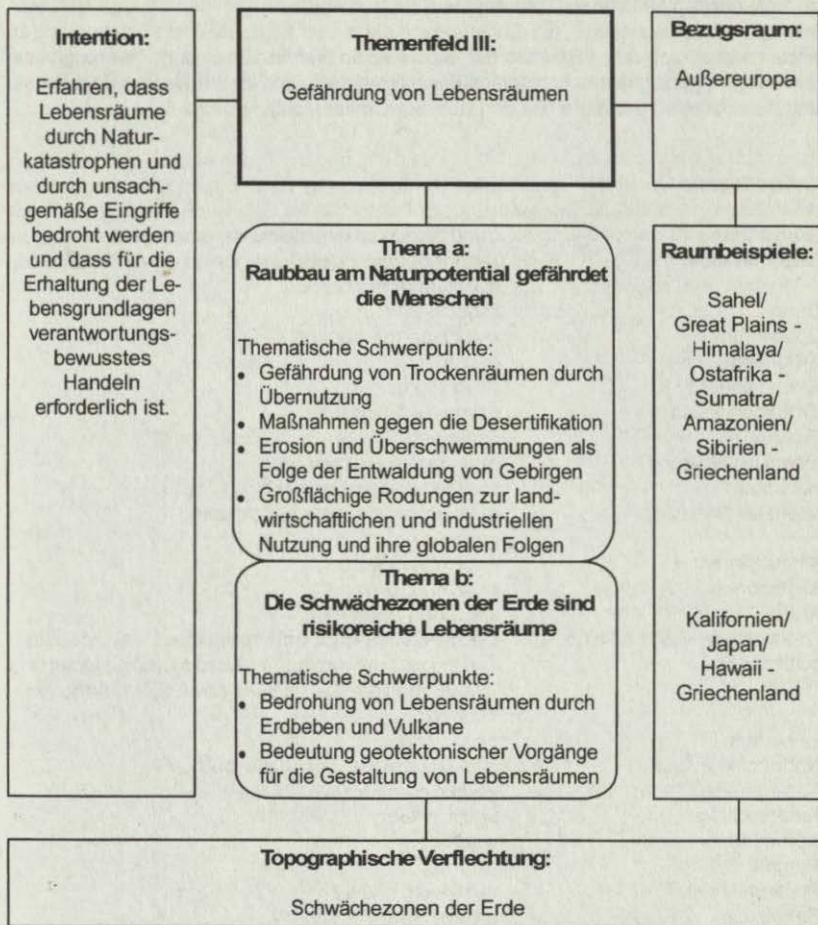 Intention:
Erfahren, dass
Lebensräume
durch Natur-
katastrophen und
durch unsach-
gemäße Eingriffe
bedroht werden
und dass für die
Erhaltung der Le-
bensgrundlagen
verantwortungs-
bewusstes
Handeln
erforderlich ist.
Themenfeld III:
Gefährdung von Lebensräumen
Bezugsraum:
Außereuropa
Thema a:
Raubbau am Naturpotential gefährdet
die Menschen
Thematische Schwerpunkte:
• Gefährdung von Trockenräumen durch
Übernutzung
• Maßnahmen gegen die Desertifikation
• Erosion und Überschwemmungen als
Folge der Entwaldung von Gebirgen
• Großflächige Rodungen zur land-
wirtschaftlichen und industriellen
Nutzung und ihre globalen Folgen
Raumbeispiele:
Sahel/
Great Plains -
Himalaya/
Ostafrika -
Sumatra/
Amazonien/
Sibirien -
Griechenland
Thema b:
Die Schwächezonen der Erde sind
risikoreiche Lebensräume
Thematische Schwerpunkte:
• Bedrohung von Lebensräumen durch
Erdbeben und Vulkane
• Bedeutung geotektonischer Vorgänge
für die Gestaltung von Lebensräumen
Kalifornien/
Japan/
Hawaii -
Griechenland
Topographische Verflechtung:
Schwächezonen der Erde